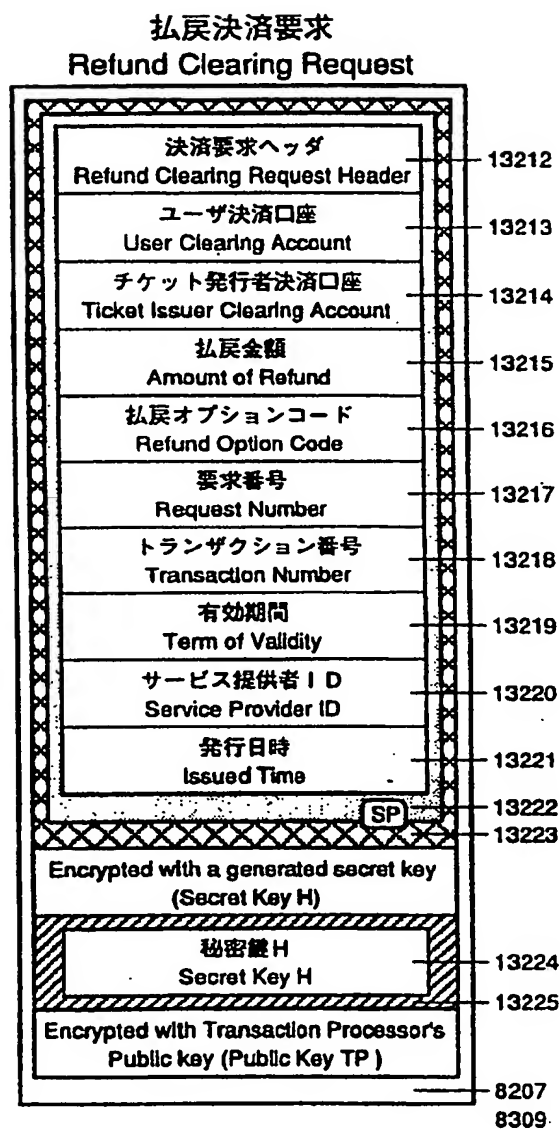 払戻決済要求
Refund Clearing Request
決済要求ヘッダ
Refund Clearing Request Header
13212
ユーザ決済口座
User Clearing Account
13213
チケット発行者決済口座
Ticket Issuer Clearing Account
13214
払戻金額
Amount of Refund
13215
払戻オプションコード
Refund Option Code
13216
要求番号
Request Number
13217
トランザクション番号
Transaction Number
13218
有効期間
Term of Validity
13219
サービス提供者ID
Service Provider ID
13220
発行日時
Issued Time
13221
SP
13222
13223
Encrypted with a generated secret key
(Secret Key H)
秘密鍵H
Secret Key H
13224
13225
Encrypted with Transaction Processor's
Public key (Public Key TP )
8207
8309